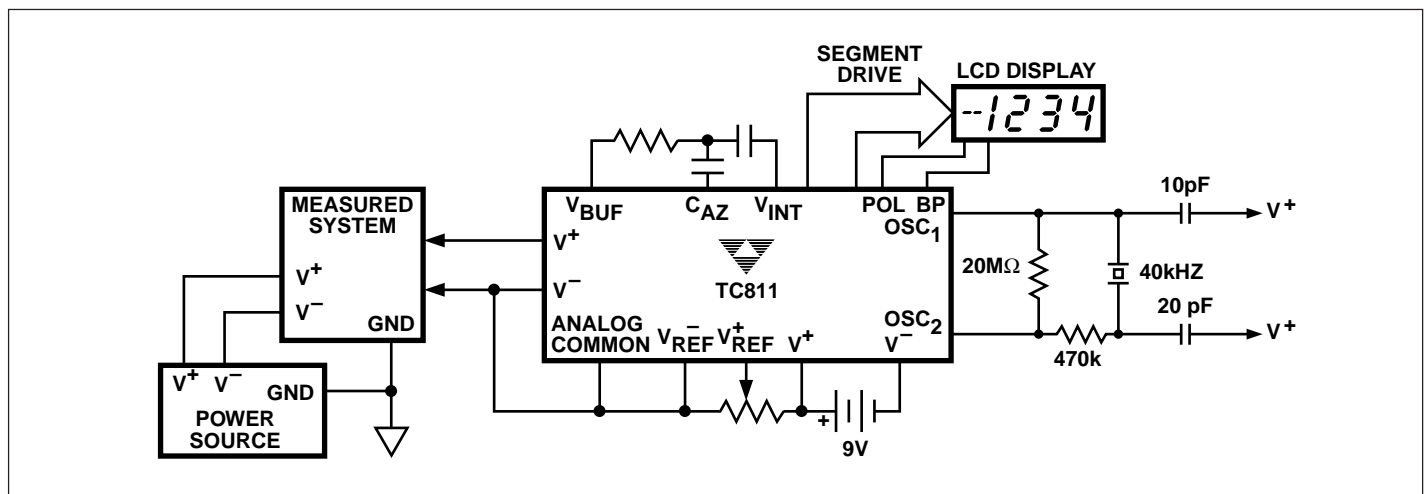 SEGMENT
DRIVE
LCD DISPLAY
--1234
MEASURED
SYSTEM
V+
V−
GND
V+
V−
GND
POWER
SOURCE
VBUF
CAZ
VINT
POL
BP
OSC1
V+
V−
TC811
ANALOG
COMMON
V−REF
V+REF
V+
V−
OSC2
9V
+
20MΩ
470k
40kHZ
10pF
V+
20 pF
V+